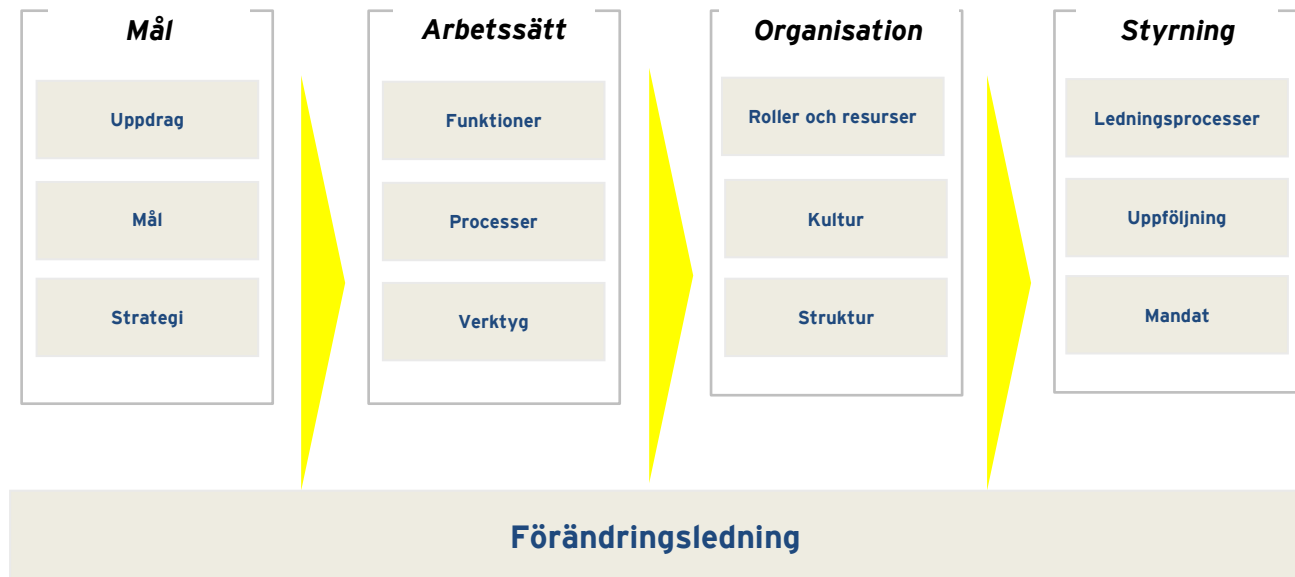 Mål
Uppdrag
Mål
Strategi
Arbetssätt
Funktioner
Processer
Verktyg
Organisation
Roller och resurser
Kultur
Struktur
Styrning
Ledningsprocesser
Uppföljning
Mandat
Förändringsledning